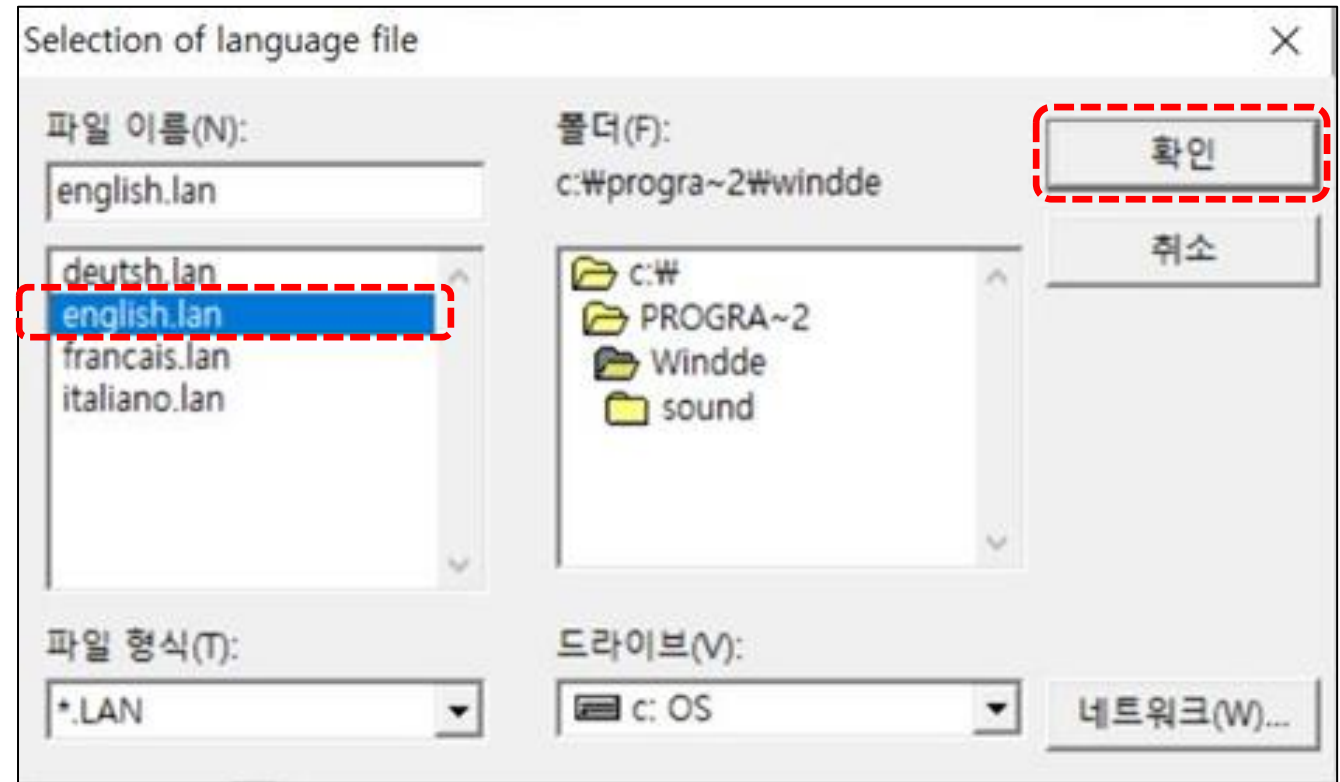 Selection of language file
파일 이름(N):
english.lan
deutsh.lan
english.lan
francais.lan
italiano.lan
파일 형식(T):
*.LAN
폴더(F):
c:₩progra~2₩windde
c:₩
PROGRA~2
Windde
sound
드라이브(V):
c: OS
확인
취소
네트워크(W)...